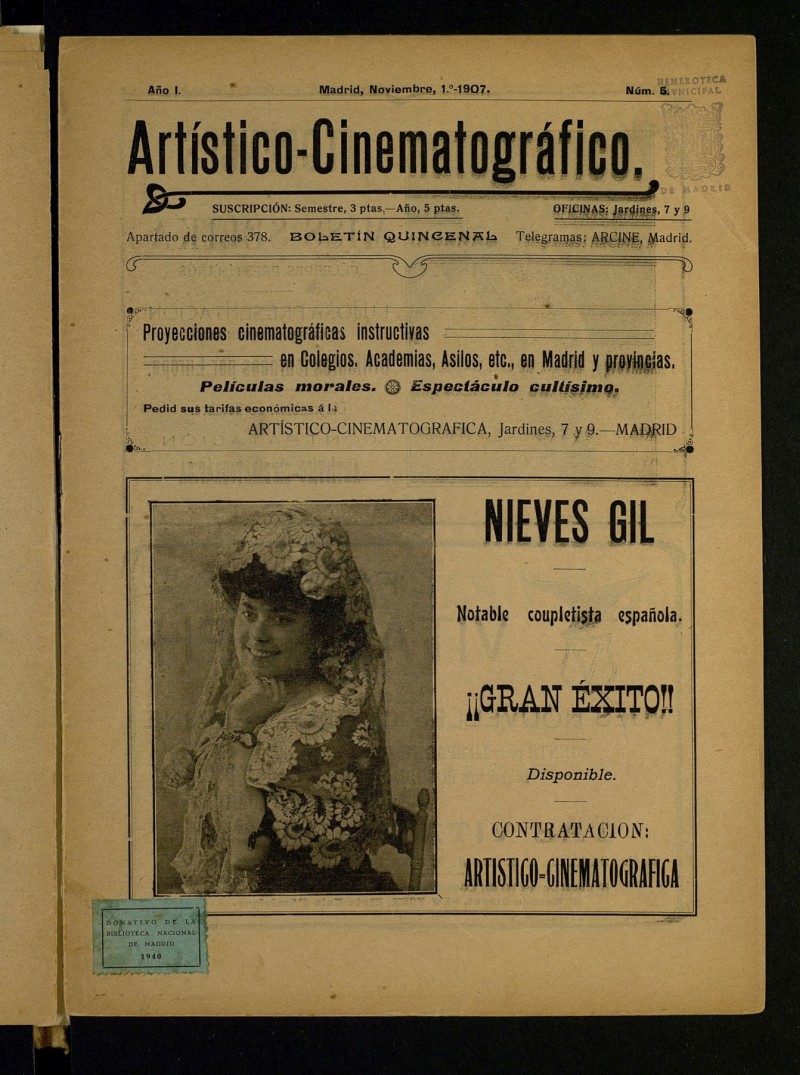 Año I.
Madrid, Noviembre, 1.º-1907.
Núm. 5.
HEMEROTECA
MUNICIPAL
DE MADRID
Artístico-Cinematográfico.
SUSCRIPCIÓN: Semestre, 3 ptas.—Año, 5 ptas.
OFICINAS: Jardines, 7 y 9
Apartado de correos 378.
BOLETÍN QUINCENAL
Telegramas: ARCINE, Madrid.
Proyecciones cinematográficas instructivas
en Colegios, Academias, Asilos, etc., en Madrid y provincias.
Películas morales. Espectáculo cultísimo.
Pedid sus tarifas económicas á la
ARTÍSTICO-CINEMATOGRAFICA, Jardines, 7 y 9.—MADRID
NIEVES GIL
Notable coupletista española.
¡¡GRAN ÉXITO!!
Disponible.
CONTRATACION:
ARTISTICO=CINEMATOGRAFICA
DONATIVO DE LA
BIBLIOTECA NACIONAL
DE MADRID
1940